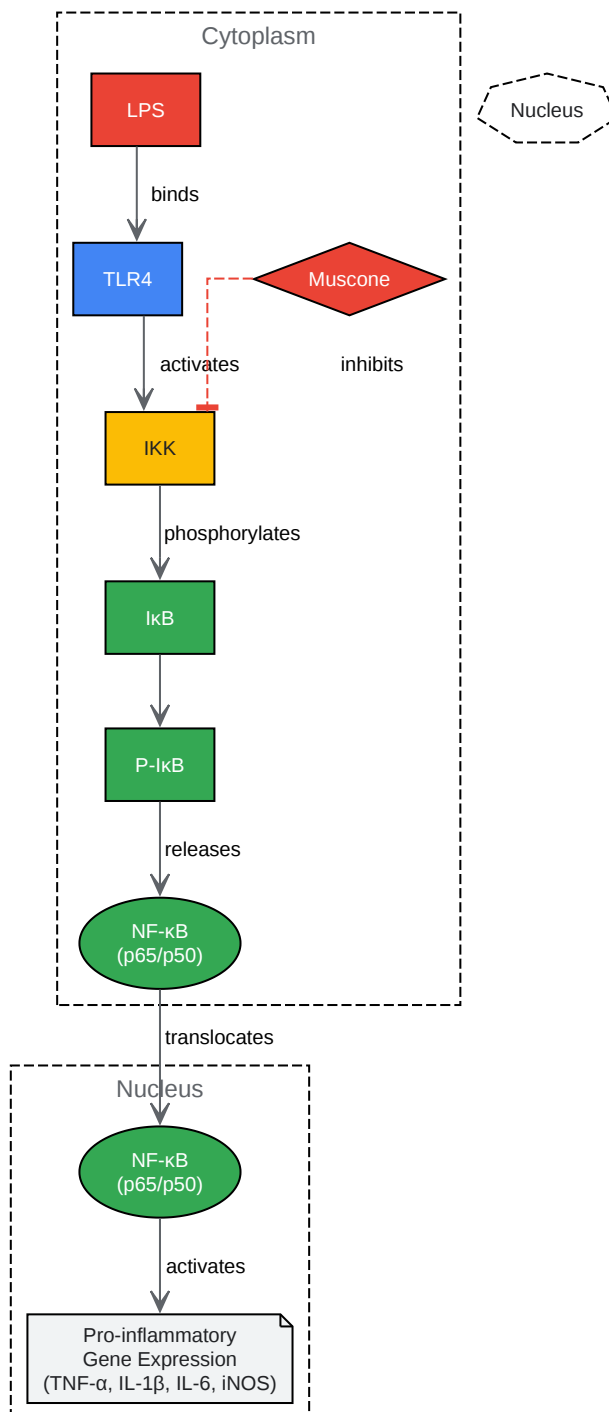 Cytoplasm
LPS
Nucleus
binds
TLR4
Muscone
activates
inhibits
IKK
phosphorylates
IκB
P-IκB
releases
NF-κB
(p65/p50)
translocates
Nucleus
NF-κB
(p65/p50)
activates
Pro-inflammatory
Gene Expression
(TNF-α, IL-1β, IL-6, iNOS)